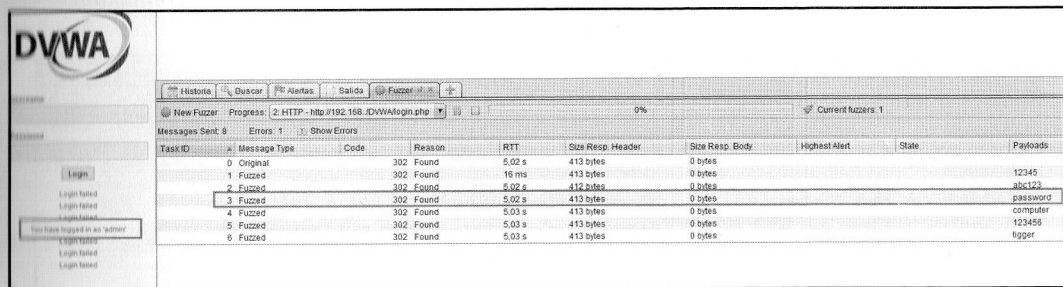 DVWA
Username
Password
Login
Login failed
Login failed
Login failed
You have logged in as 'admin'
Login failed
Login failed
Login failed
Historia Buscar Alertas Salida Fuzzer
New Fuzzer Progress: 2: HTTP - http://192.168../DVWA/login.php 0% Current fuzzers: 1
Messages Sent: 8 Errors: 1 Show Errors
Task ID Message Type Code Reason RTT Size Resp. Header Size Resp. Body Highest Alert State Payloads
0 Original 302 Found 5,02 s 413 bytes 0 bytes
1 Fuzzed 302 Found 16 ms 413 bytes 0 bytes 12345
2 Fuzzed 302 Found 5,02 s 412 bytes 0 bytes abc123
3 Fuzzed 302 Found 5,02 s 413 bytes 0 bytes password
4 Fuzzed 302 Found 5,03 s 413 bytes 0 bytes computer
5 Fuzzed 302 Found 5,03 s 413 bytes 0 bytes 123456
6 Fuzzed 302 Found 5,03 s 413 bytes 0 bytes tigger